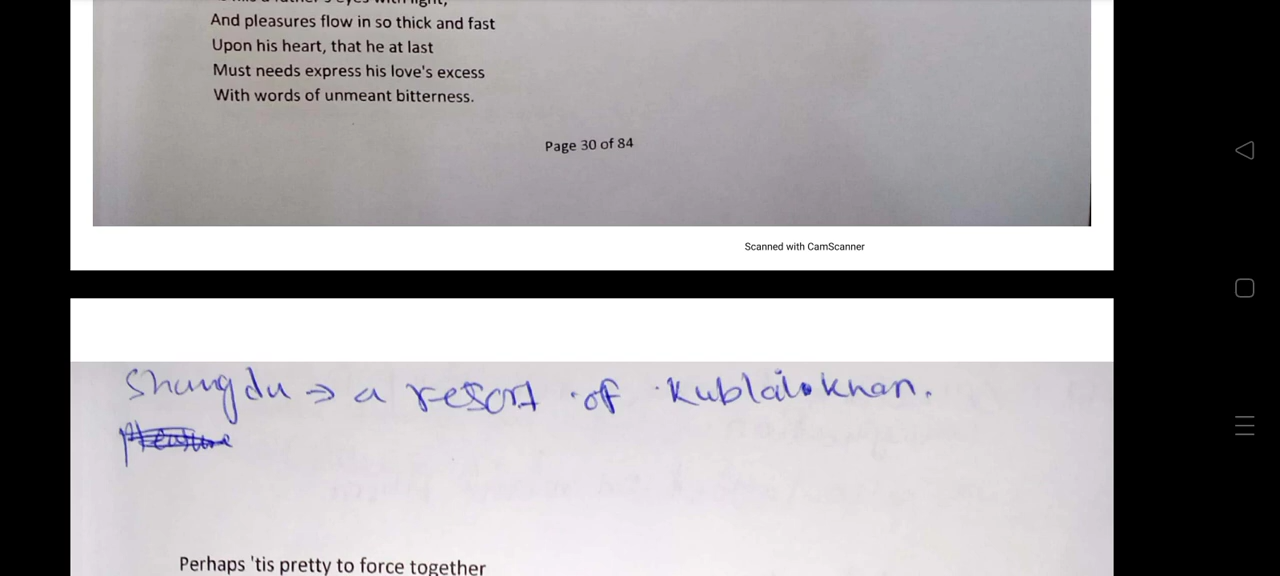 And pleasures flow in so thick and fast
Upon his heart, that he at last
Must needs express his love's excess
With words of unmeant bitterness.
Page 30 of 84
Scanned with CamScanner
Shangdu → a resort of Kublai Khan.
Perhaps 'tis pretty to force together